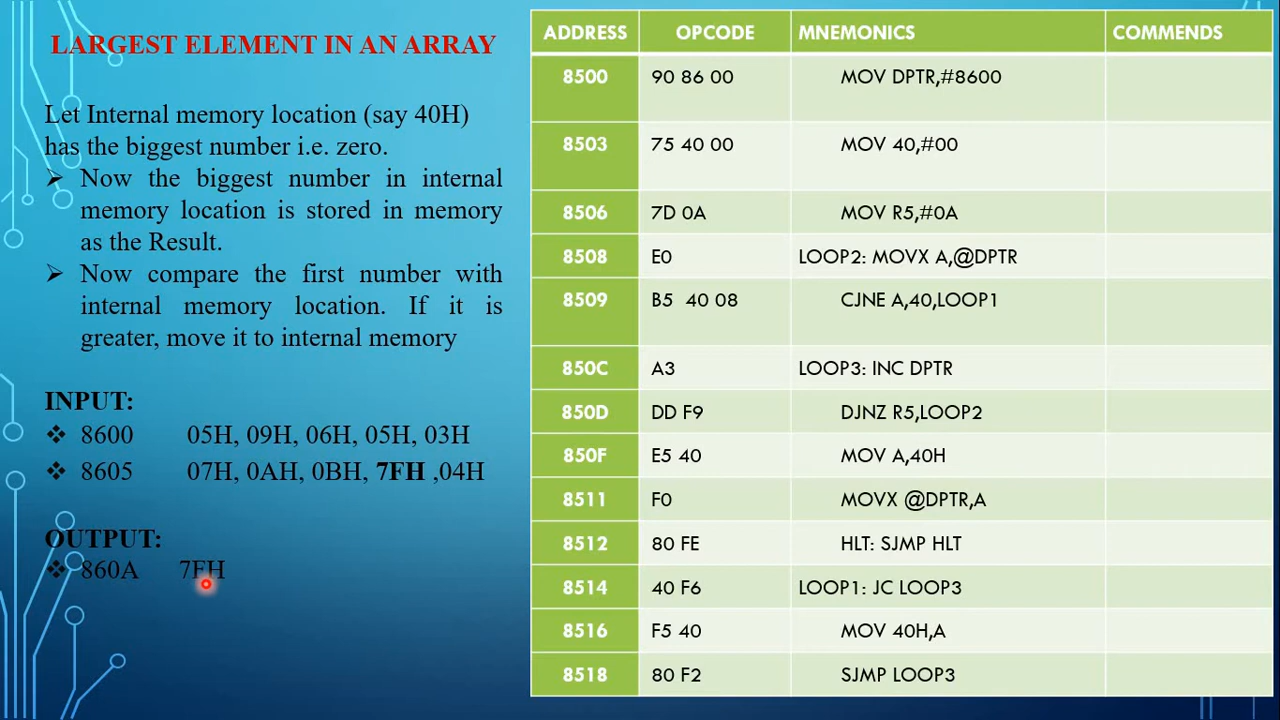 LARGEST ELEMENT IN AN ARRAY
Let Internal memory location (say 40H)
has the biggest number i.e. zero.
➢ Now the biggest number in internal
memory location is stored in memory
as the Result.
➢ Now compare the first number with
internal memory location. If it is
greater, move it to internal memory
INPUT:
❖ 8600 05H, 09H, 06H, 05H, 03H
❖ 8605 07H, 0AH, 0BH, 7FH ,04H
OUTPUT:
❖ 860A 7FH
ADDRESS OPCODE MNEMONICS COMMENDS
8500 90 86 00 MOV DPTR,#8600
8503 75 40 00 MOV 40,#00
8506 7D 0A MOV R5,#0A
8508 E0 LOOP2: MOVX A,@DPTR
8509 B5 40 08 CJNE A,40,LOOP1
850C A3 LOOP3: INC DPTR
850D DD F9 DJNZ R5,LOOP2
850F E5 40 MOV A,40H
8511 F0 MOVX @DPTR,A
8512 80 FE HLT: SJMP HLT
8514 40 F6 LOOP1: JC LOOP3
8516 F5 40 MOV 40H,A
8518 80 F2 SJMP LOOP3